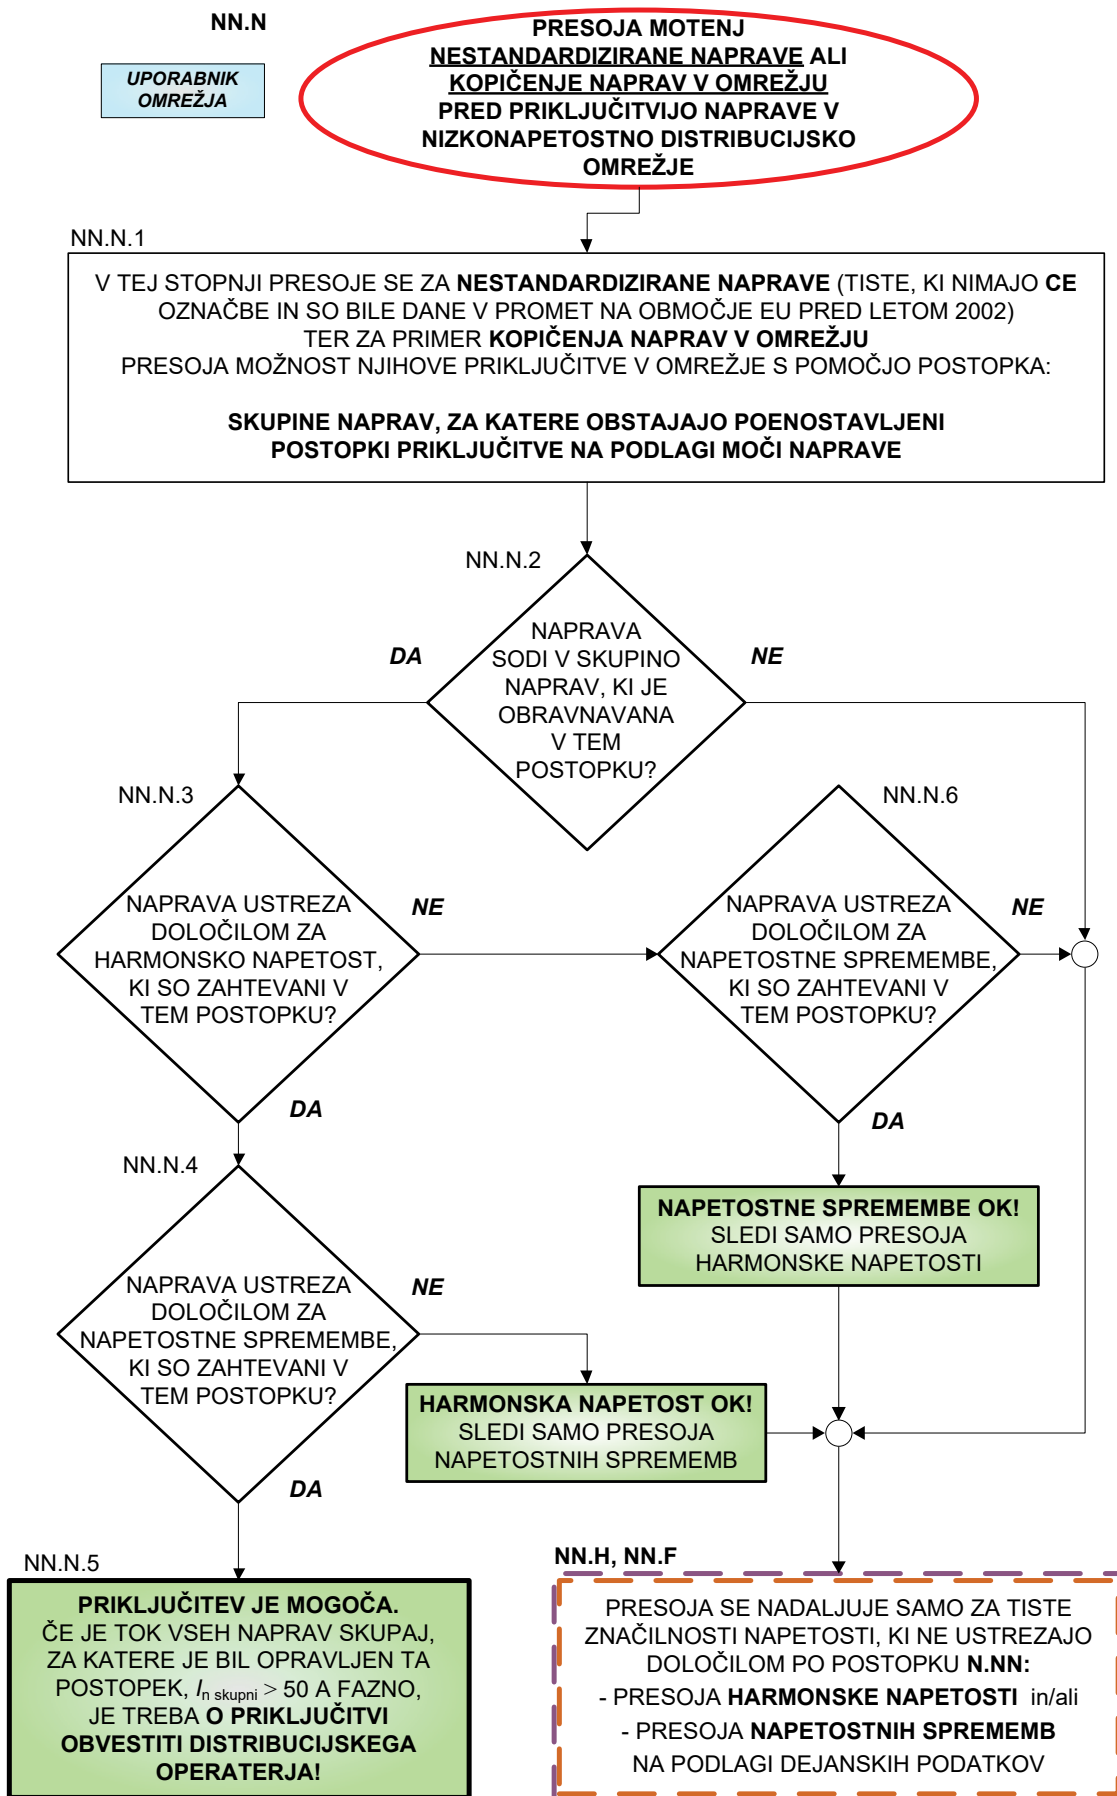 NN.N
UPORABNIK
OMREŽJA
PRESOJA MOTENJ
NESTANDARDIZIRANE NAPRAVE ALI
KOPIČENJE NAPRAV V OMREŽJU
PRED PRIKLJUČITVIJO NAPRAVE V
NIZKONAPETOSTNO DISTRIBUCIJSKO
OMREŽJE
NN.N.1
V TEJ STOPNJI PRESOJE SE ZA NESTANDARDIZIRANE NAPRAVE (TISTE, KI NIMAJO CE
OZNAČBE IN SO BILE DANE V PROMET NA OBMOČJE EU PRED LETOM 2002)
TER ZA PRIMER KOPIČENJA NAPRAV V OMREŽJU
PRESOJA MOŽNOST NJIHOVE PRIKLJUČITVE V OMREŽJE S POMOČJO POSTOPKA:
SKUPINE NAPRAV, ZA KATERE OBSTAJAJO POENOSTAVLJENI
POSTOPKI PRIKLJUČITVE NA PODLAGI MOČI NAPRAVE
NN.N.2
NAPRAVA
SODI V SKUPINO
NAPRAV, KI JE
OBRAVNAVANA
V TEM
POSTOPKU?
DA
NE
NN.N.3
NAPRAVA USTREZA
DOLOČILOM ZA
HARMONSKO NAPETOST,
KI SO ZAHTEVANI V
TEM POSTOPKU?
NE
DA
NN.N.6
NAPRAVA USTREZA
DOLOČILOM ZA
NAPETOSTNE SPREMEMBE,
KI SO ZAHTEVANI V
TEM POSTOPKU?
NE
DA
NN.N.4
NAPRAVA USTREZA
DOLOČILOM ZA
NAPETOSTNE SPREMEMBE,
KI SO ZAHTEVANI V
TEM POSTOPKU?
NE
DA
NAPETOSTNE SPREMEMBE OK!
SLEDI SAMO PRESOJA
HARMONSKE NAPETOSTI
HARMONSKA NAPETOST OK!
SLEDI SAMO PRESOJA
NAPETOSTNIH SPREMEMB
NN.N.5
PRIKLJUČITEV JE MOGOČA.
ČE JE TOK VSEH NAPRAV SKUPAJ,
ZA KATERE JE BIL OPRAVLJEN TA
POSTOPEK, In skupni > 50 A FAZNO,
JE TREBA O PRIKLJUČITVI
OBVESTITI DISTRIBUCIJSKEGA
OPERATERJA!
NN.H, NN.F
PRESOJA SE NADALJUJE SAMO ZA TISTE
ZNAČILNOSTI NAPETOSTI, KI NE USTREZAJO
DOLOČILOM PO POSTOPKU N.NN:
- PRESOJA HARMONSKE NAPETOSTI in/ali
- PRESOJA NAPETOSTNIH SPREMEMB
NA PODLAGI DEJANSKIH PODATKOV